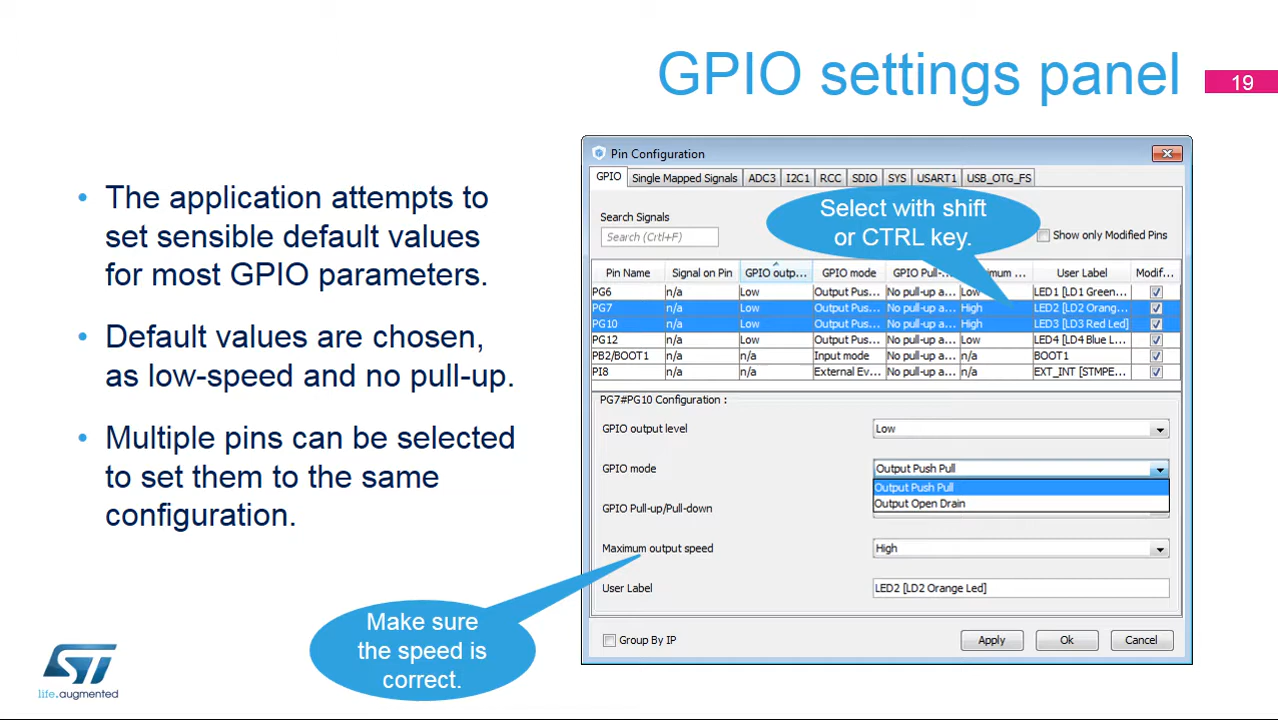 GPIO settings panel
19
• The application attempts to
set sensible default values
for most GPIO parameters.
• Default values are chosen,
as low-speed and no pull-up.
• Multiple pins can be selected
to set them to the same
configuration.
Pin Configuration
GPIO Single Mapped Signals ADC3 I2C1 RCC SDIO SYS USART1 USB_OTG_FS
Select with shift
or CTRL key.
Search Signals
Search (Crtl+F)
Show only Modified Pins
Pin Name Signal on Pin GPIO outp... GPIO mode GPIO Pull-... ...
User Label Modif...
PG6 n/a Low Output Pus... No pull-up a... Low LED1 [LD1 Green...
PG7 n/a Low Output Pus... No pull-up a... High LED2 [LD2 Orang...
PG10 n/a Low Output Pus... No pull-up a... High LED3 [LD3 Red Led]
PG12 n/a Low Output Pus... No pull-up a... Low LED4 [LD4 Blue L...
PB2/BOOT1 n/a n/a Input mode No pull-up a... n/a BOOT1
PI8 n/a n/a External Ev... No pull-up a... n/a EXT_INT [STMPE...
PG7#PG10 Configuration :
GPIO output level Low
GPIO mode Output Push Pull
Output Push Pull
Output Open Drain
GPIO Pull-up/Pull-down
Maximum output speed High
User Label LED2 [LD2 Orange Led]
Make sure
the speed is
correct.
Group By IP Apply Ok Cancel
ST
life.augmented